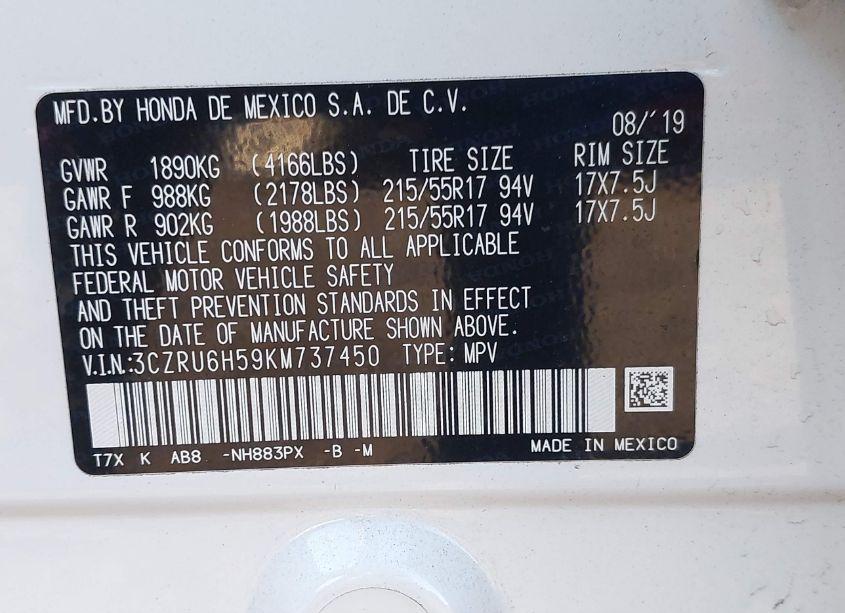 MFD.BY HONDA DE MEXICO S.A. DE C.V.
08/'19
GVWR 1890KG (4166LBS) TIRE SIZE RIM SIZE
GAWR F 988KG (2178LBS) 215/55R17 94V 17X7.5J
GAWR R 902KG (1988LBS) 215/55R17 94V 17X7.5J
THIS VEHICLE CONFORMS TO ALL APPLICABLE
FEDERAL MOTOR VEHICLE SAFETY
AND THEFT PREVENTION STANDARDS IN EFFECT
ON THE DATE OF MANUFACTURE SHOWN ABOVE.
V.I.N.:3CZRU6H59KM737450 TYPE: MPV
T7X K AB8 -NH883PX -B -M MADE IN MEXICO